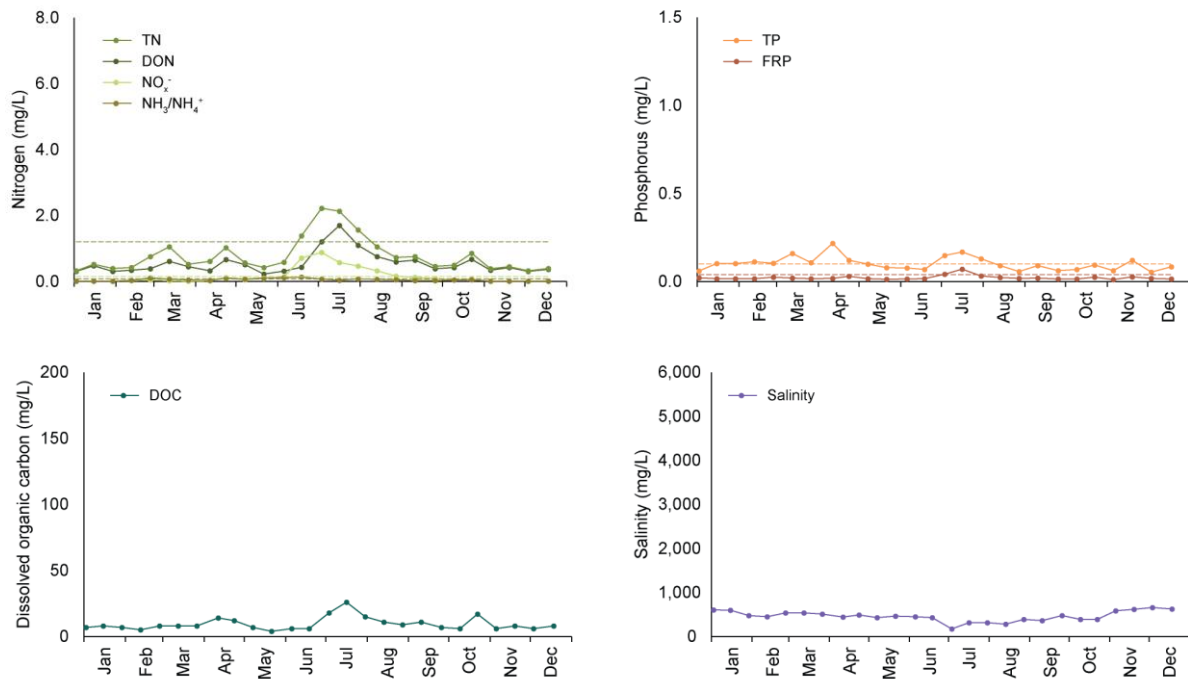 Nitrogen (mg/L)
8.0
6.0
4.0
2.0
0.0
TN
DON
NOₓ⁻
NH₃/NH₄⁺
Jan
Feb
Mar
Apr
May
Jun
Jul
Aug
Sep
Oct
Nov
Dec
Phosphorus (mg/L)
1.5
1.0
0.5
0.0
TP
FRP
Jan
Feb
Mar
Apr
May
Jun
Jul
Aug
Sep
Oct
Nov
Dec
Dissolved organic carbon (mg/L)
200
150
100
50
0
DOC
Jan
Feb
Mar
Apr
May
Jun
Jul
Aug
Sep
Oct
Nov
Dec
Salinity (mg/L)
6,000
5,000
4,000
3,000
2,000
1,000
0
Salinity
Jan
Feb
Mar
Apr
May
Jun
Jul
Aug
Sep
Oct
Nov
Dec